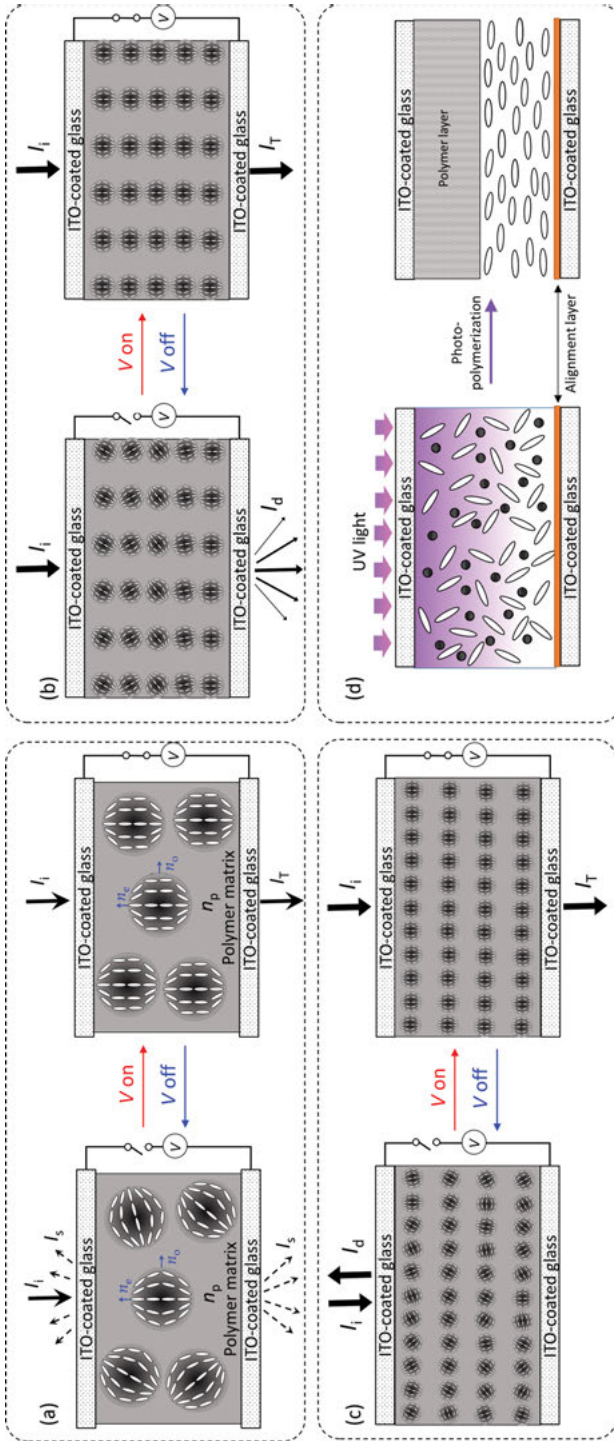 (a)
I_i
I_s
ITO-coated glass
n_e
n_o
n_p
Polymer matrix
ITO-coated glass
I_s
V
V on
V off
I_i
ITO-coated glass
n_e
n_o
n_p
Polymer matrix
ITO-coated glass
I_T
V
(b)
I_i
ITO-coated glass
ITO-coated glass
I_d
V
V on
V off
I_i
ITO-coated glass
ITO-coated glass
I_T
V
(c)
I_i
I_d
ITO-coated glass
ITO-coated glass
V
V on
V off
I_i
ITO-coated glass
ITO-coated glass
I_T
V
(d)
UV light
ITO-coated glass
ITO-coated glass
Photo-
polymerization
Alignment layer
ITO-coated glass
Polymer layer
ITO-coated glass